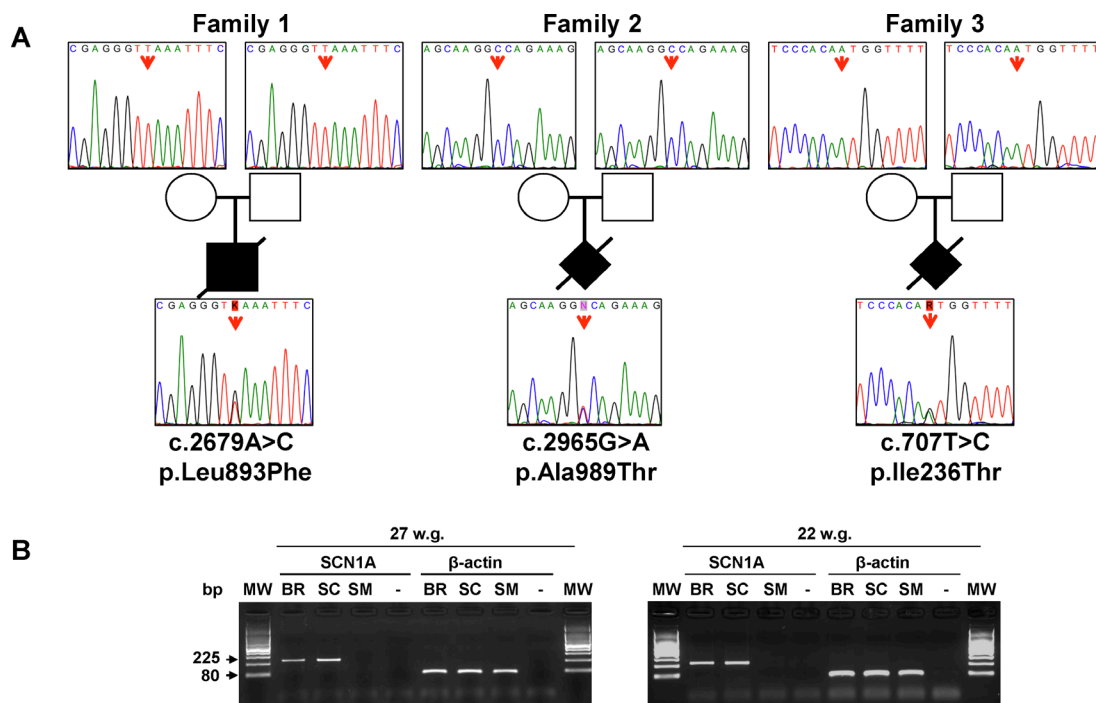 A
Family 1 Family 2 Family 3
CGAGGGTTAAATTTC CGAGGGTTAAATTTC AGCAAGGCCAGAAAG AGCAAGGCCAGAAAG TCCCACAATGGTTTT TCCCACAATGGTTTT
CGAGGGTKAAATTTC AGCAAGGNCAGAAAG TCCCACARTGGTTTT
c.2679A>C c.2965G>A c.707T>C
p.Leu893Phe p.Ala989Thr p.Ile236Thr
B
27 w.g. 22 w.g.
SCN1A β-actin SCN1A β-actin
bp MW BR SC SM - BR SC SM - MW BR SC SM - BR SC SM - MW
225
80